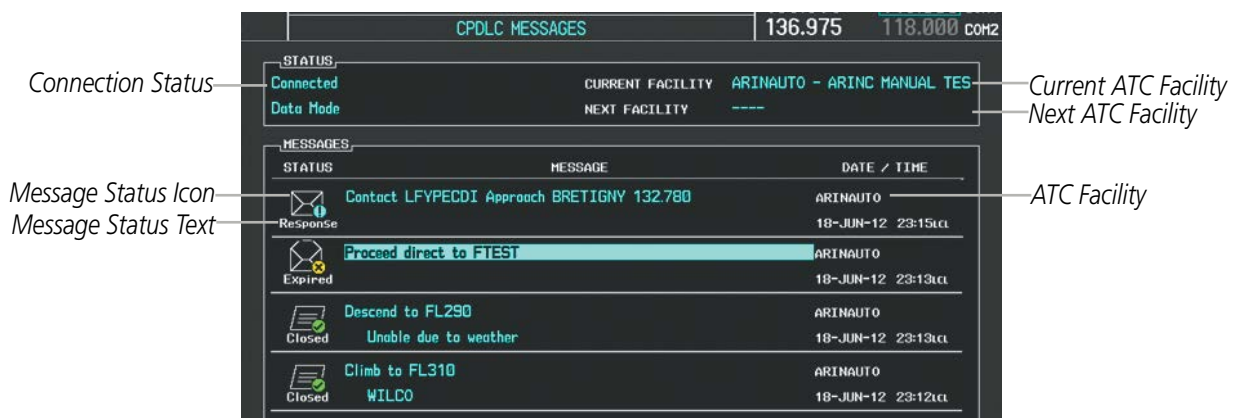 CPDLC MESSAGES
136.975 118.000 COM2
STATUS
Connection Status
Connected CURRENT FACILITY ARINAUTO - ARINC MANUAL TES
Current ATC Facility
Data Mode NEXT FACILITY ----
Next ATC Facility
MESSAGES
STATUS MESSAGE DATE / TIME
Message Status Icon
Contact LFYPECDI Approach BRETIGNY 132.780 ARINAUTO
ATC Facility
Message Status Text
Response 18-JUN-12 23:15LCL
Proceed direct to FTEST ARINAUTO
Expired 18-JUN-12 23:13LCL
Descend to FL290 ARINAUTO
Closed Unable due to weather 18-JUN-12 23:13LCL
Climb to FL310 ARINAUTO
Closed WILCO 18-JUN-12 23:12LCL